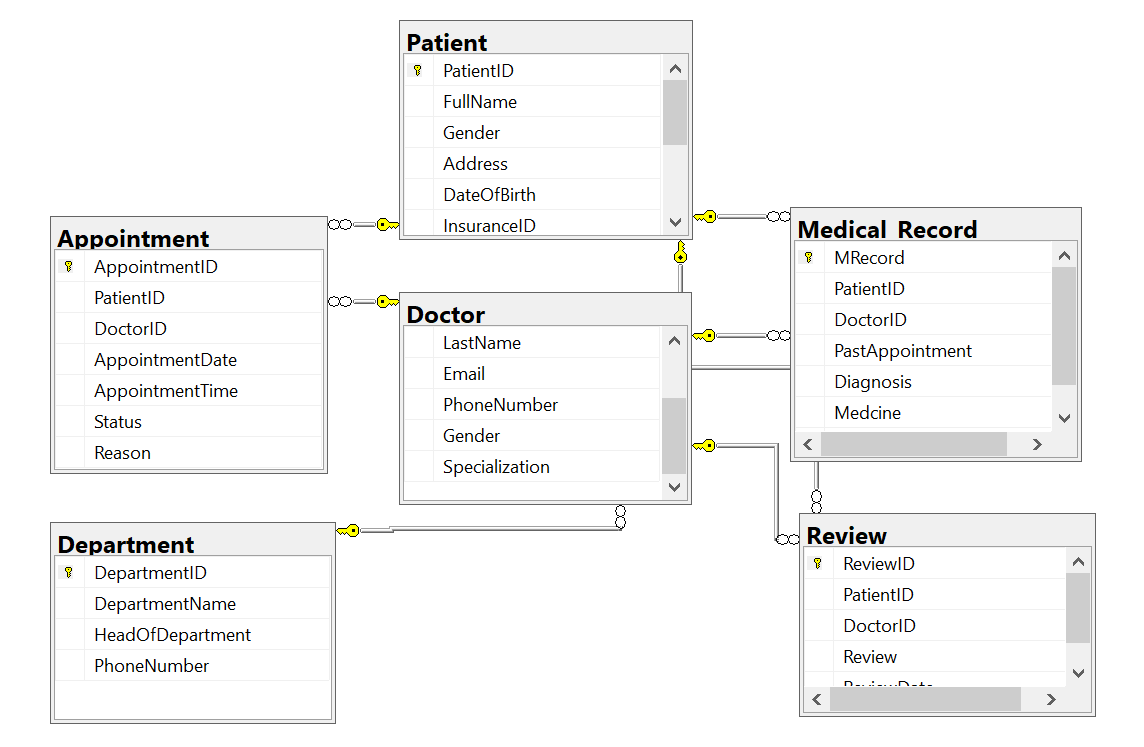 Patient
PatientID
FullName
Gender
Address
DateOfBirth
InsuranceID
Appointment
AppointmentID
PatientID
DoctorID
AppointmentDate
AppointmentTime
Status
Reason
Doctor
LastName
Email
PhoneNumber
Gender
Specialization
Medical_Record
MRecord
PatientID
DoctorID
PastAppointment
Diagnosis
Medcine
Department
DepartmentID
DepartmentName
HeadOfDepartment
PhoneNumber
Review
ReviewID
PatientID
DoctorID
Review
ReviewDate